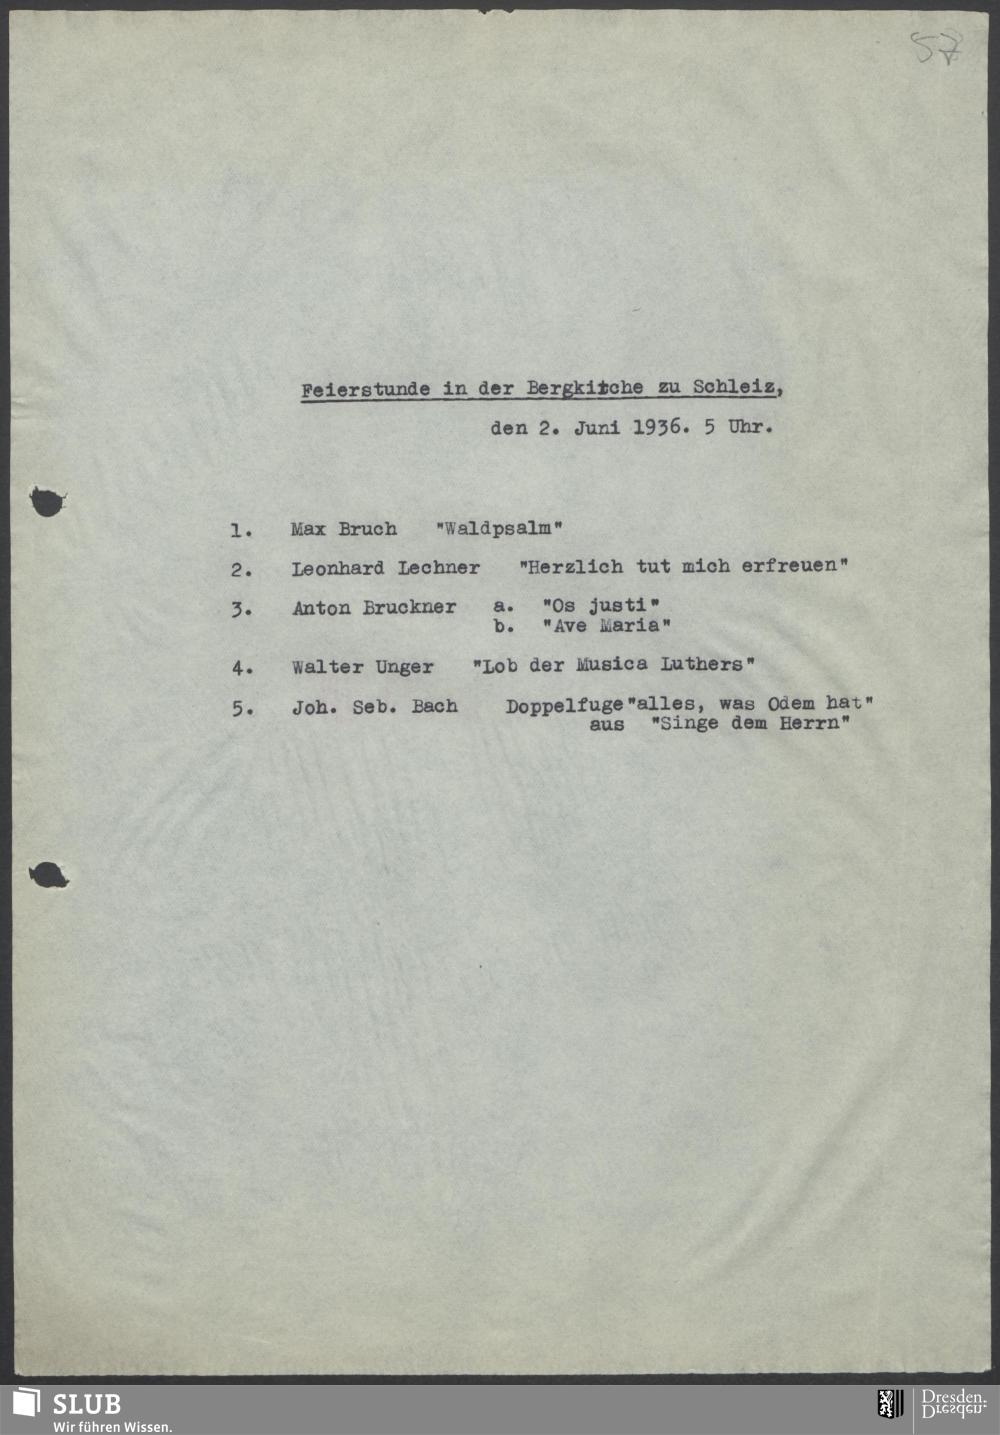 57
Feierstunde in der Bergkirche zu Schleiz,
den 2. Juni 1936. 5 Uhr.
1. Max Bruch "Waldpsalm"
2. Leonhard Lechner "Herzlich tut mich erfreuen"
3. Anton Bruckner a. "Os justi"
b. "Ave Maria"
4. Walter Unger "Lob der Musica Luthers"
5. Joh. Seb. Bach Doppelfuge "alles, was Odem hat"
aus "Singe dem Herrn"
SLUB
Wir führen Wissen.
Dresden.
Dresden.